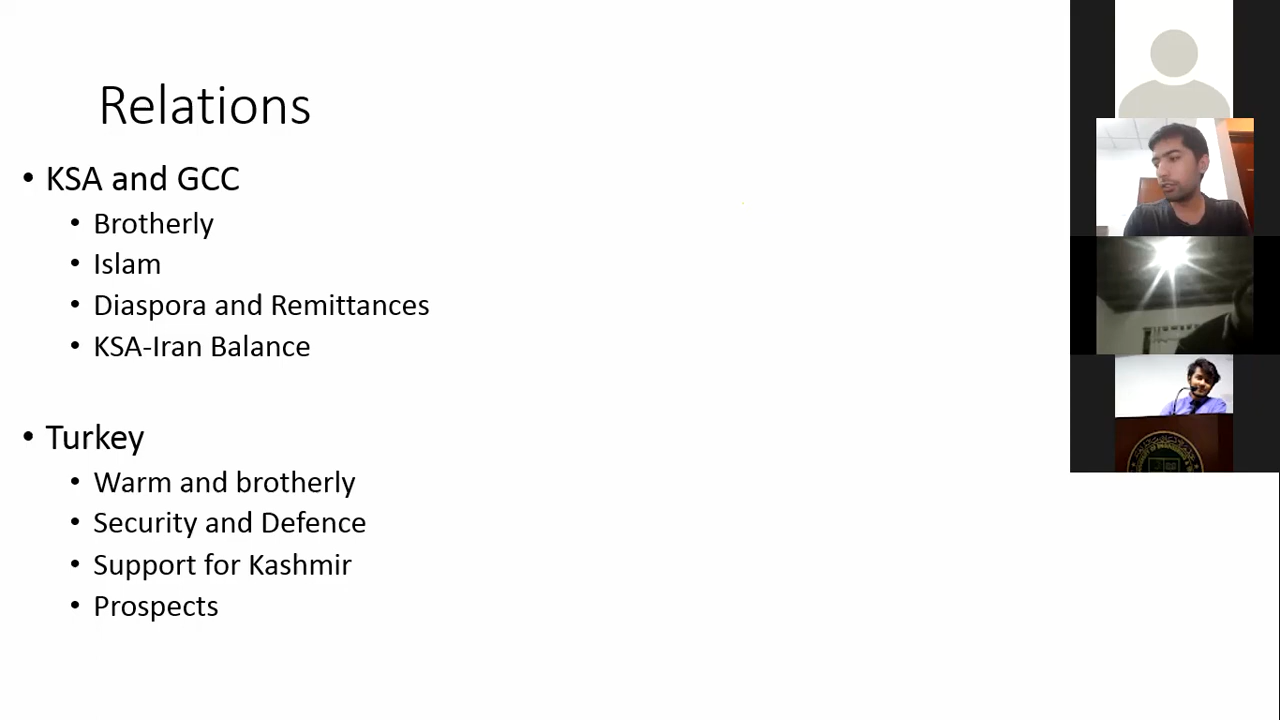 Relations
• KSA and GCC
• Brotherly
• Islam
• Diaspora and Remittances
• KSA-Iran Balance
• Turkey
• Warm and brotherly
• Security and Defence
• Support for Kashmir
• Prospects